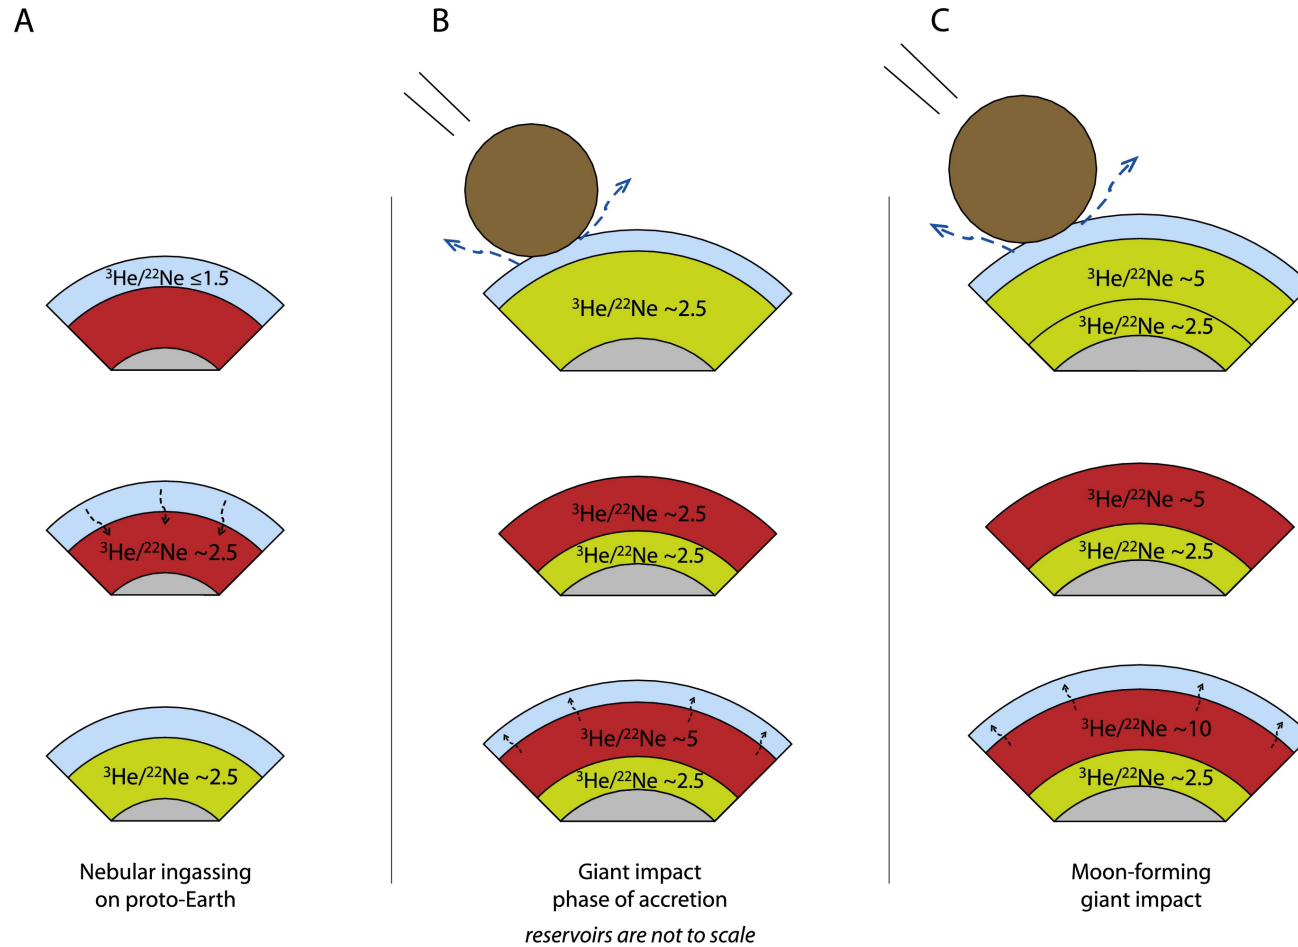 A
³He/²²Ne ≤1.5
³He/²²Ne ~2.5
³He/²²Ne ~2.5
Nebular ingassing
on proto-Earth
B
³He/²²Ne ~2.5
³He/²²Ne ~2.5
³He/²²Ne ~2.5
³He/²²Ne ~5
³He/²²Ne ~2.5
Giant impact
phase of accretion
reservoirs are not to scale
C
³He/²²Ne ~5
³He/²²Ne ~2.5
³He/²²Ne ~5
³He/²²Ne ~2.5
³He/²²Ne ~10
³He/²²Ne ~2.5
Moon-forming
giant impact